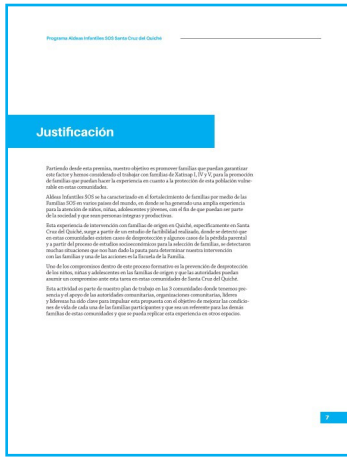 Programa Aldeas Infantiles SOS Santa Cruz del Quiché
Justificación
Partiendo desde esta premisa, nuestro objetivo es promover familias que puedan garantizar
este factor y hemos considerado el trabajar con familias de Xatinap I, IV y V, para la promoción
de familias que puedan hacer la experiencia en cuanto a la protección de esta población vulne-
rable en estas comunidades.
Aldeas Infantiles SOS se ha caracterizado en el fortalecimiento de familias por medio de las
Familias SOS en varios países del mundo, en donde se ha generado una amplia experiencia
para la atención de niños, niñas, adolescentes y jóvenes, con el fin de que puedan ser parte
de la sociedad y que sean personas íntegras y productivas.
Esta experiencia de intervención con familias de origen en Quiché, específicamente en Santa
Cruz del Quiché, surge a partir de un estudio de factibilidad realizado, donde se detectó que
en estas comunidades existen casos de desprotección y algunos casos de la pérdida parental
y a partir del proceso de estudios socioeconómicos para la selección de familias, se detectaron
muchas situaciones que nos han dado la pauta para determinar nuestra intervención
con las familias y una de las acciones es la Escuela de la Familia.
Uno de los compromisos dentro de este proceso formativo es la prevención de desprotección
de los niños, niñas y adolescentes en las familias de origen y que las autoridades puedan
asumir un compromiso ante esta tarea en estas comunidades de Santa Cruz del Quiché.
Esta actividad es parte de nuestro plan de trabajo en las 3 comunidades donde tenemos pre-
sencia y el apoyo de las autoridades comunitarias, organizaciones comunitarias, líderes
y lideresas ha sido clave para impulsar esta propuesta con el objetivo de mejorar las condicio-
nes de vida de cada una de las familias participantes y que sea un referente para las demás
familias de estas comunidades y que se pueda replicar esta experiencia en otros espacios.
7